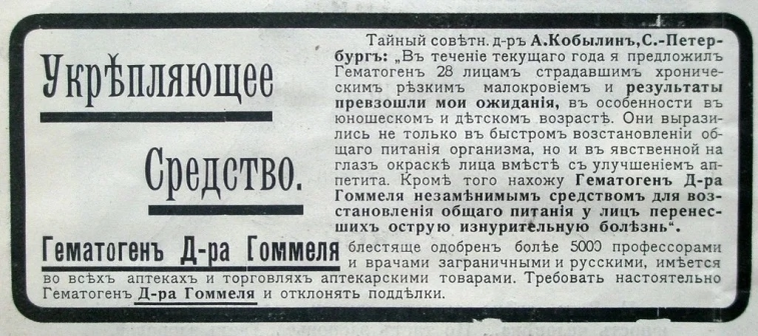 Укрѣпляющее
Средство.
Тайный совѣтн. д-ръ А.Кобылинъ,С.-Петер-
бургъ: „Въ теченіе текущаго года я предложилъ
Гематогенъ 28 лицамъ страдавшимъ хрониче-
скимъ рѣзкимъ малокровіемъ и результаты
превзошли мои ожиданія, въ особенности въ
юношескомъ и дѣтскомъ возрастѣ. Они вырази-
лись не только въ быстромъ возстановленіи об-
щаго питанія организма, но и въ явственной на
глазъ окраскѣ лица вмѣстѣ съ улучшеніемъ ап-
петита. Кромѣ того нахожу Гематогенъ Д-ра
Гоммеля незамѣнимымъ средствомъ для воз-
становленія общаго питанія у лицъ перенес-
шихъ острую изнурительную болѣзнь“.
Гематогенъ Д-ра Гоммеля блестяще одобренъ болѣе 5000 профессорами
и врачами заграничными и русскими, имѣется
во всѣхъ аптекахъ и торговляхъ аптекарскими товарами. Требовать настоятельно
Гематогенъ Д-ра Гоммеля и отклонять поддѣлки.